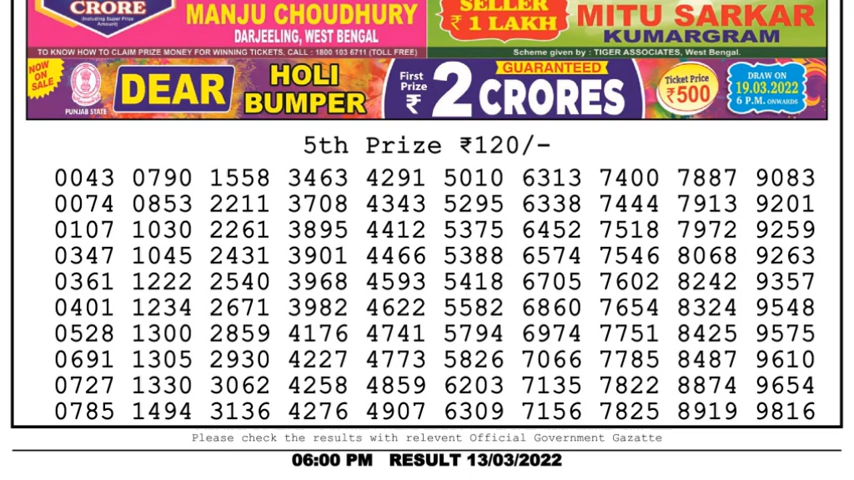 CRORE
(Including Super Prize Amount)
MANJU CHOUDHURY
DARJEELING, WEST BENGAL
SELLER
₹ 1 LAKH
MITU SARKAR
KUMARGRAM
TO KNOW HOW TO CLAIM PRIZE MONEY FOR WINNING TICKETS, CALL : 1800 103 6711 (TOLL FREE)
Scheme given by : TIGER ASSOCIATES, West Bengal.
NOW ON SALE
PUNJAB STATE
DEAR
HOLI
BUMPER
First Prize ₹
2 CRORES
GUARANTEED
Ticket Price
₹500
DRAW ON
19.03.2022
6 P.M. ONWARDS
5th Prize ₹120/-
0043 0790 1558 3463 4291 5010 6313 7400 7887 9083
0074 0853 2211 3708 4343 5295 6338 7444 7913 9201
0107 1030 2261 3895 4412 5375 6452 7518 7972 9259
0347 1045 2431 3901 4466 5388 6574 7546 8068 9263
0361 1222 2540 3968 4593 5418 6705 7602 8242 9357
0401 1234 2671 3982 4622 5582 6860 7654 8324 9548
0528 1300 2859 4176 4741 5794 6974 7751 8425 9575
0691 1305 2930 4227 4773 5826 7066 7785 8487 9610
0727 1330 3062 4258 4859 6203 7135 7822 8874 9654
0785 1494 3136 4276 4907 6309 7156 7825 8919 9816
Please check the results with relevent Official Government Gazatte
06:00 PM RESULT 13/03/2022